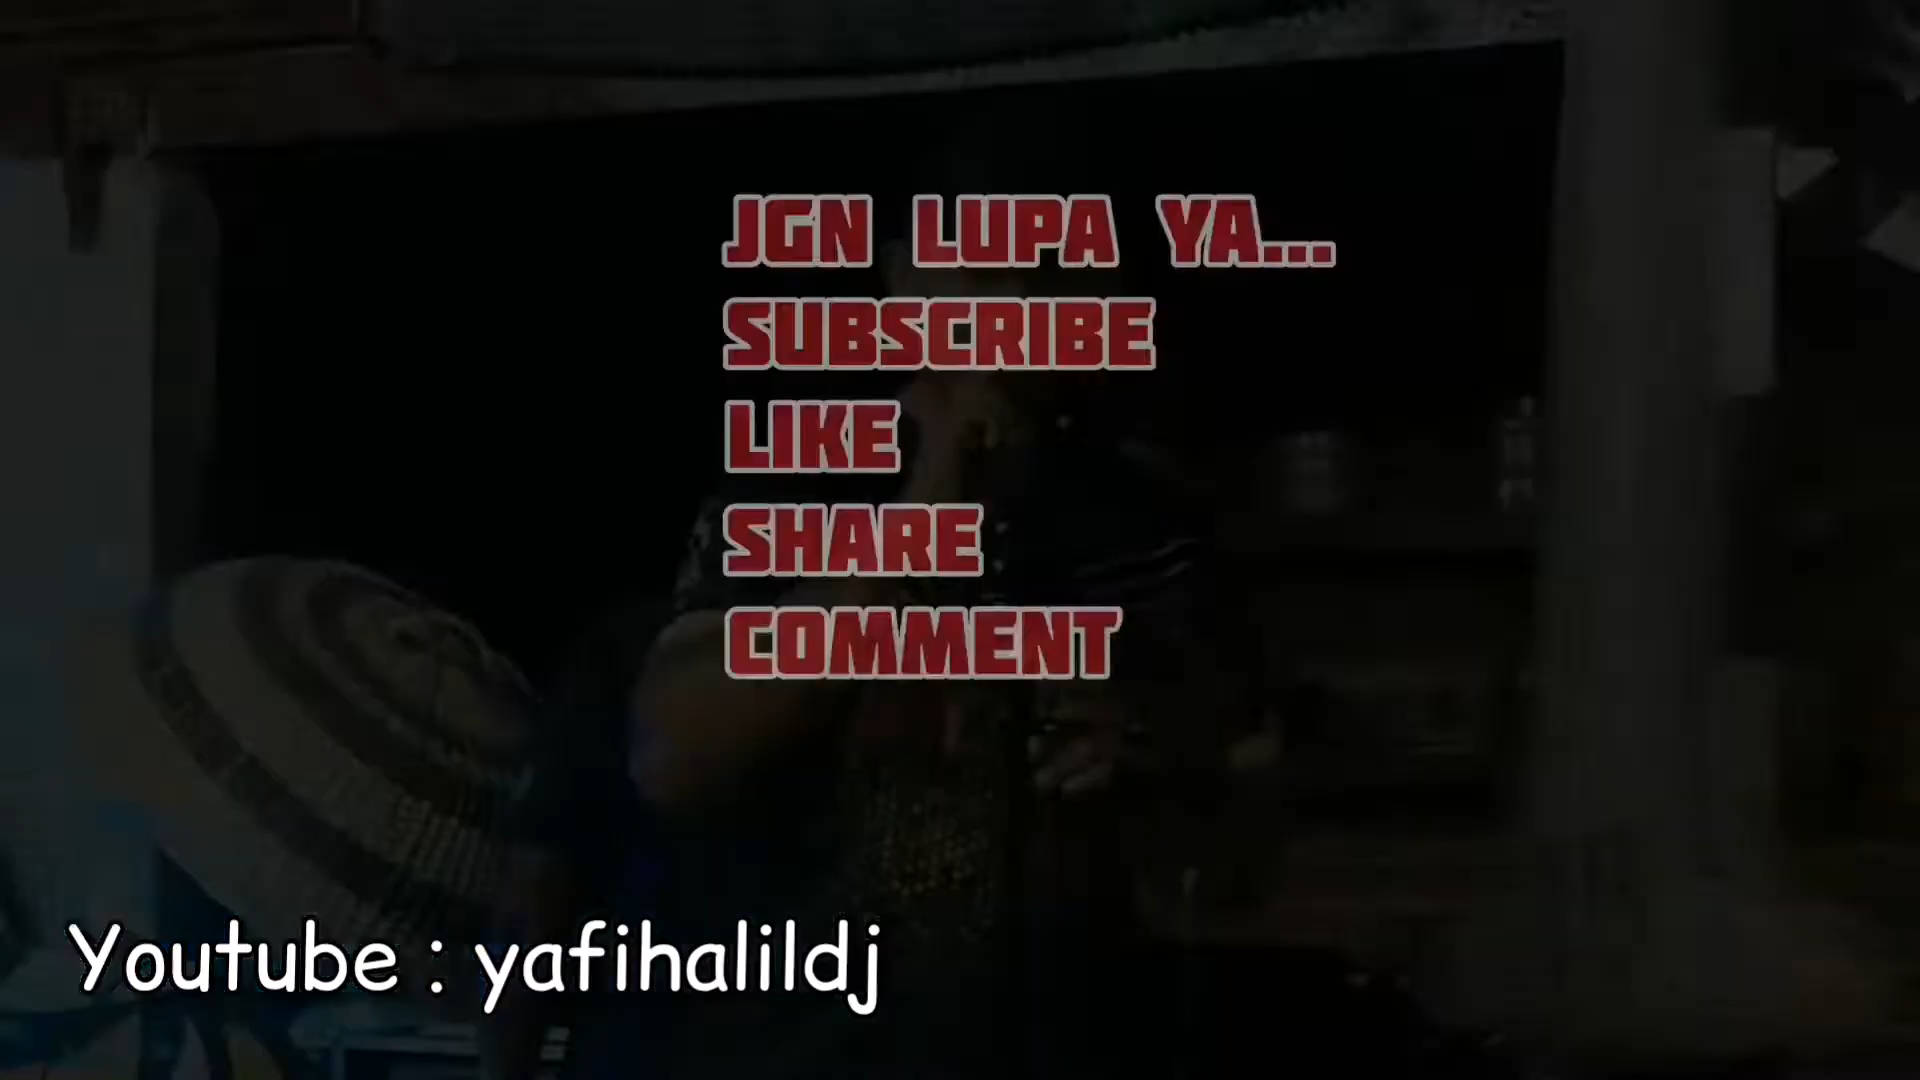 JGN LUPA YA...
SUBSCRIBE
LIKE
SHARE
COMMENT
Youtube : yafihalildj